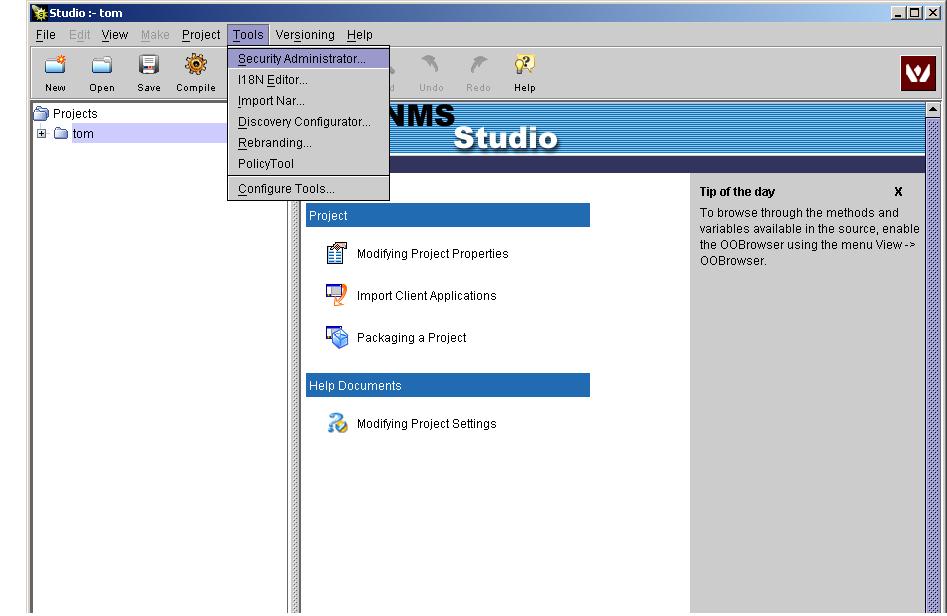 Studio :- tom
File Edit View Make Project Tools Versioning Help
New Open Save Compile Undo Redo Help
Security Administrator...
I18N Editor...
Import Nar...
Discovery Configurator...
Rebranding...
PolicyTool
Configure Tools...
Projects
tom
NMS
Studio
Project
Modifying Project Properties
Import Client Applications
Packaging a Project
Help Documents
Modifying Project Settings
Tip of the day X
To browse through the methods and
variables available in the source, enable
the OOBrowser using the menu View ->
OOBrowser.